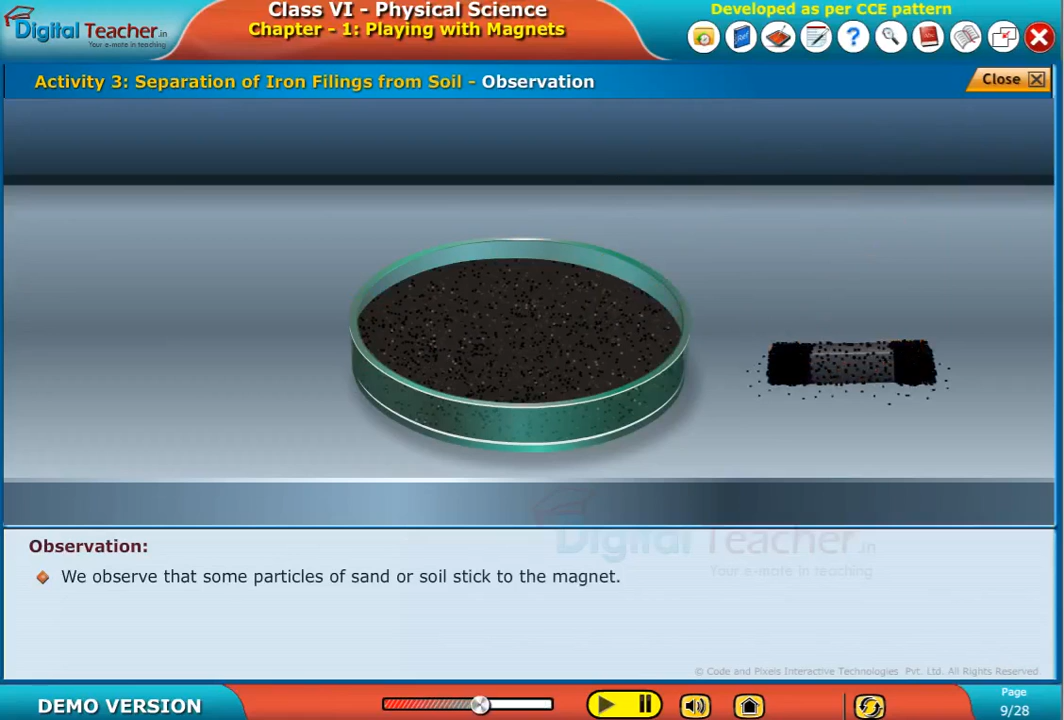 Digital Teacher.in
Your e-mate in teaching
Class VI - Physical Science
Chapter - 1: Playing with Magnets
Developed as per CCE pattern
Ref
?
Activity 3: Separation of Iron Filings from Soil - Observation
Close
Observation:
We observe that some particles of sand or soil stick to the magnet.
Digital Teacher.in
Your e-mate in teaching
© Code and Pixels Interactive Technologies Pvt. Ltd. All Rights Reserved
DEMO VERSION
Page
9/28